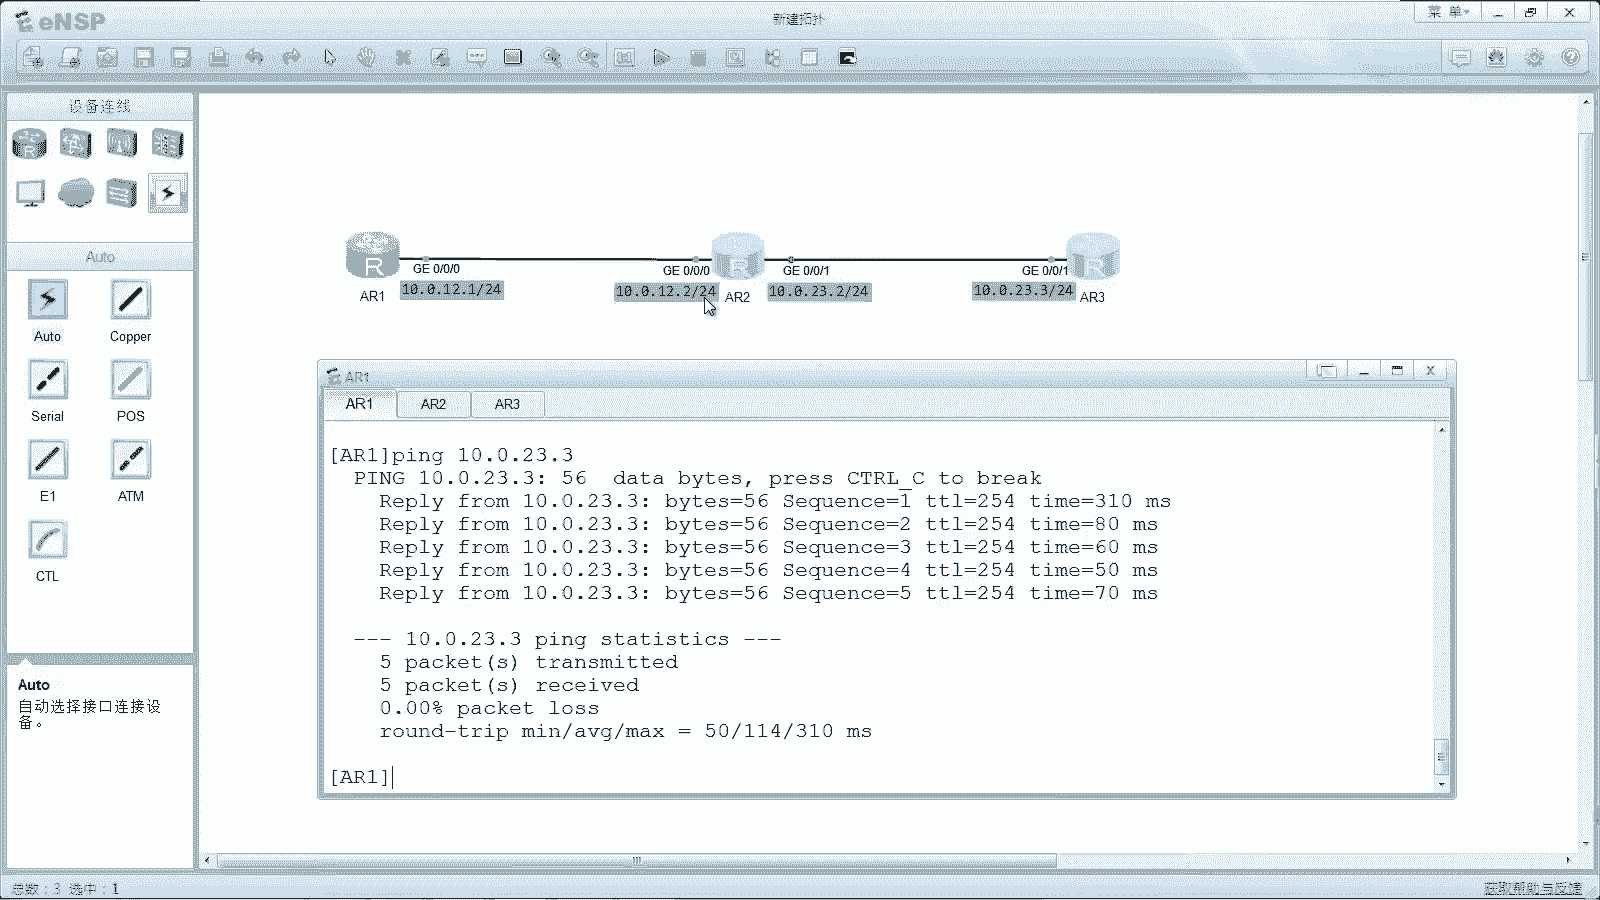 eNSP
新建拓扑
菜 单
设备连线
Auto
Auto
Copper
Serial
POS
E1
ATM
CTL
Auto
自动选择接口连接设
备。
GE 0/0/0
GE 0/0/0
GE 0/0/1
GE 0/0/1
AR1
10.0.12.1/24
10.0.12.2/24
AR2
10.0.23.2/24
10.0.23.3/24
AR3
AR1
AR1
AR2
AR3
[AR1]ping 10.0.23.3
PING 10.0.23.3: 56  data bytes, press CTRL_C to break
Reply from 10.0.23.3: bytes=56 Sequence=1 ttl=254 time=310 ms
Reply from 10.0.23.3: bytes=56 Sequence=2 ttl=254 time=80 ms
Reply from 10.0.23.3: bytes=56 Sequence=3 ttl=254 time=60 ms
Reply from 10.0.23.3: bytes=56 Sequence=4 ttl=254 time=50 ms
Reply from 10.0.23.3: bytes=56 Sequence=5 ttl=254 time=70 ms
--- 10.0.23.3 ping statistics ---
5 packet(s) transmitted
5 packet(s) received
0.00% packet loss
round-trip min/avg/max = 50/114/310 ms
[AR1]
总数：3 选中：1
获取帮助与反馈